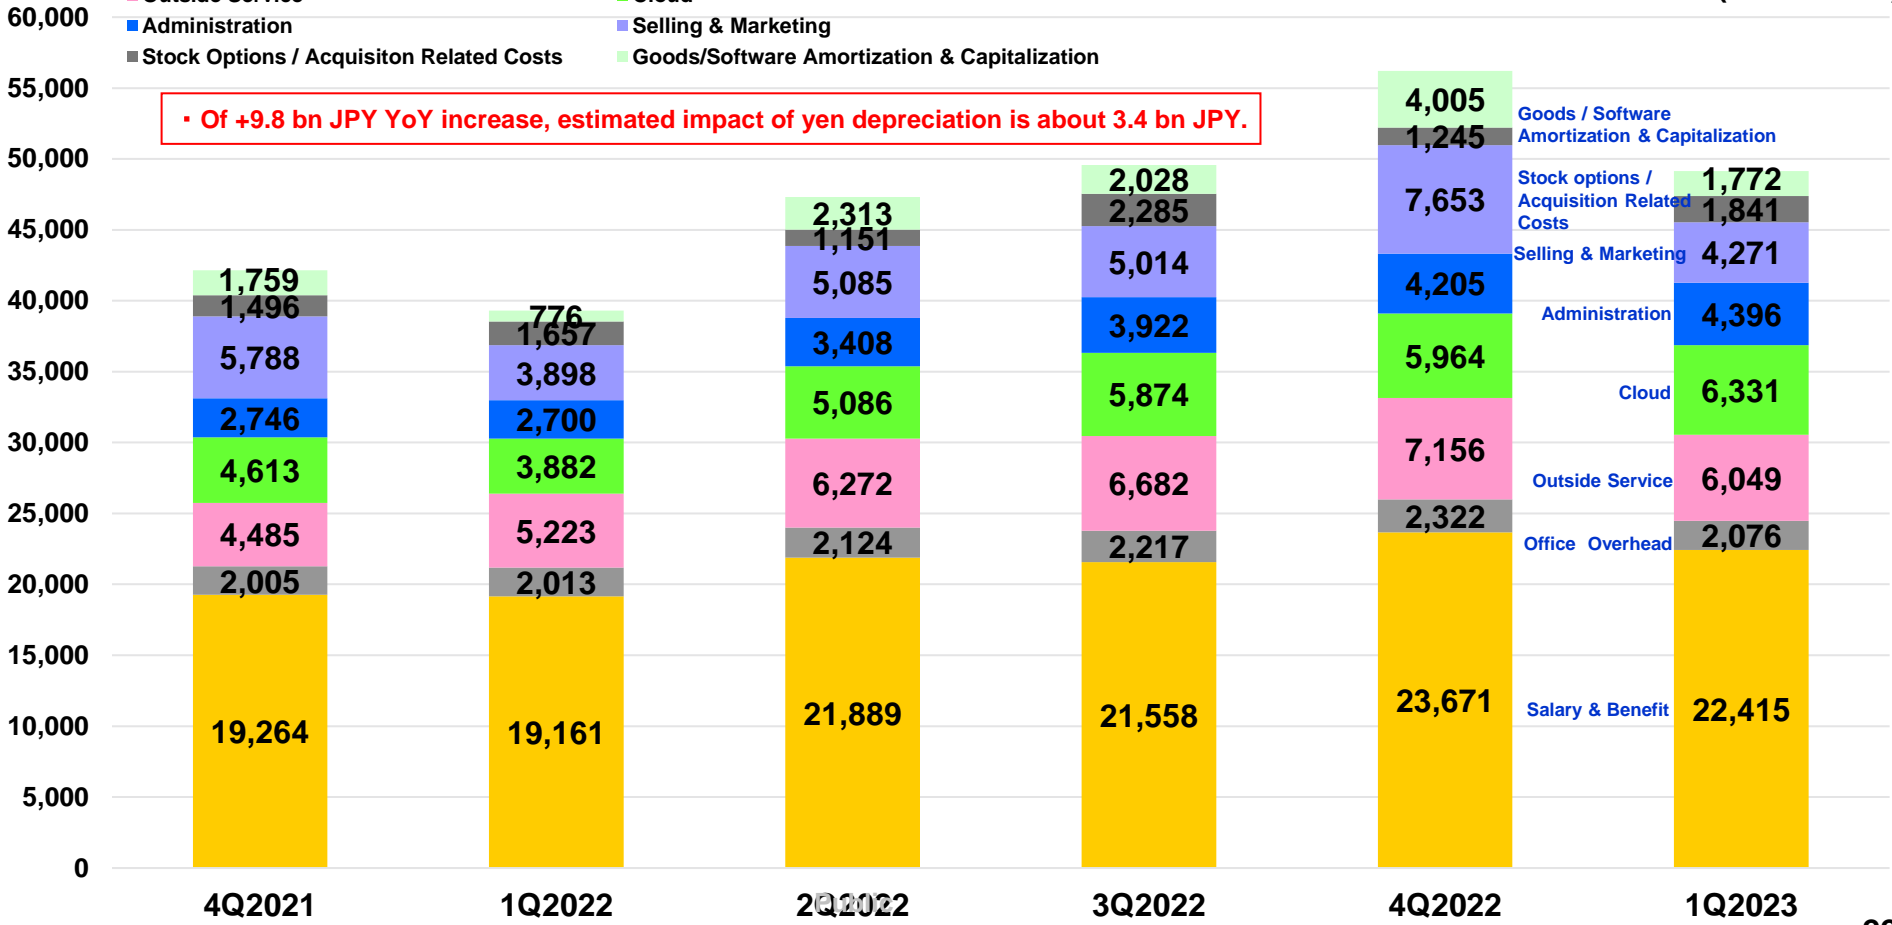 60,000
Administration
Selling & Marketing
Stock Options / Acquisiton Related Costs
Goods/Software Amortization & Capitalization
55,000
・Of +9.8 bn JPY YoY increase, estimated impact of yen depreciation is about 3.4 bn JPY.
50,000
45,000
40,000
35,000
30,000
25,000
20,000
15,000
10,000
5,000
0
1,759
1,496
5,788
2,746
4,613
4,485
2,005
19,264
776
1,657
3,898
2,700
3,882
5,223
2,013
19,161
2,313
1,151
5,085
3,408
5,086
6,272
2,124
21,889
2,028
2,285
5,014
3,922
5,874
6,682
2,217
21,558
4,005
1,245
7,653
4,205
5,964
7,156
2,322
23,671
Goods / Software
Amortization & Capitalization
Stock options /
Acquisition Related
Costs
Selling & Marketing
Administration
Cloud
Outside Service
Office Overhead
Salary & Benefit
1,772
1,841
4,271
4,396
6,331
6,049
2,076
22,415
4Q2021
1Q2022
2Q2022
3Q2022
4Q2022
1Q2023
Public